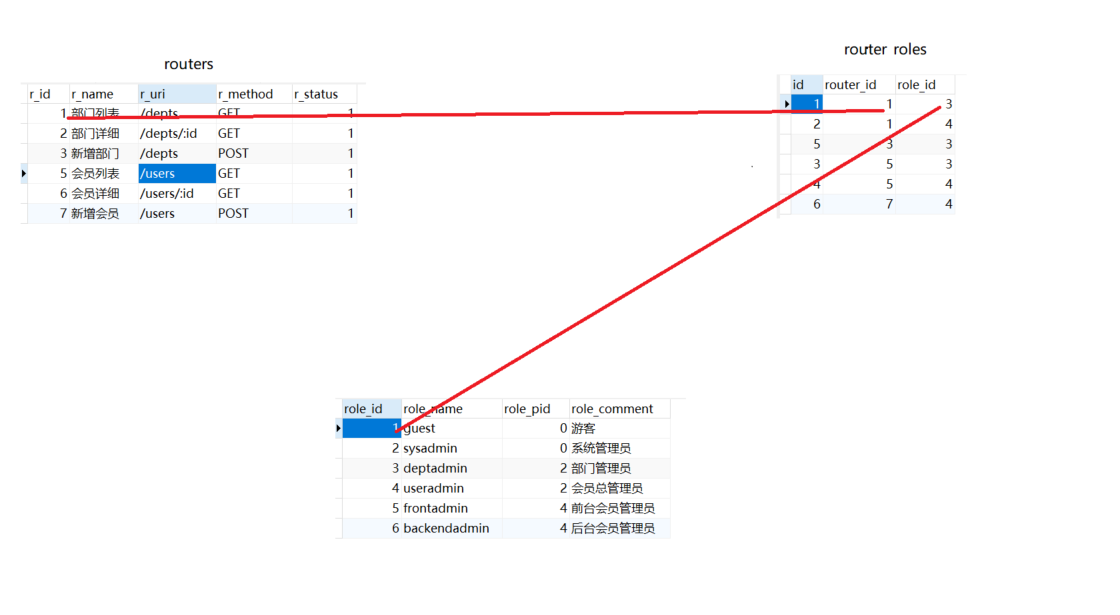 routers
router_roles
r_id r_name r_uri r_method r_status
1 部门列表 /depts GET 1
2 部门详细 /depts/:id GET 1
3 新增部门 /depts POST 1
5 会员列表 /users GET 1
6 会员详细 /users/:id GET 1
7 新增会员 /users POST 1
id router_id role_id
1 1 3
2 1 4
5 3 3
3 5 3
4 5 4
6 7 4
role_id role_name role_pid role_comment
1 guest 0 游客
2 sysadmin 0 系统管理员
3 deptadmin 2 部门管理员
4 useradmin 2 会员总管理员
5 frontadmin 4 前台会员管理员
6 backendadmin 4 后台会员管理员